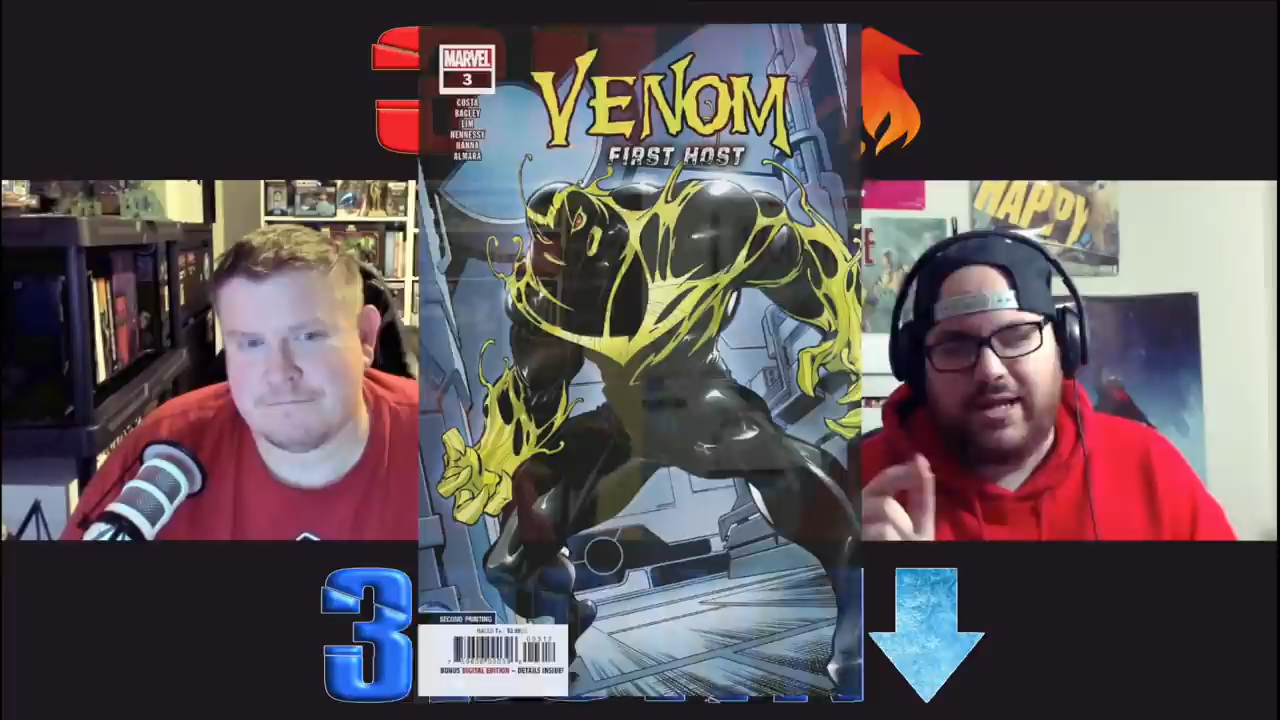 MARVEL
3
COSTA
BAGLEY
LIM
HENNESSY
HANNA
ALMARA
VENOM
FIRST HOST
HAPPY
3
SECOND PRINTING
BONUS DIGITAL EDITION – DETAILS INSIDE!